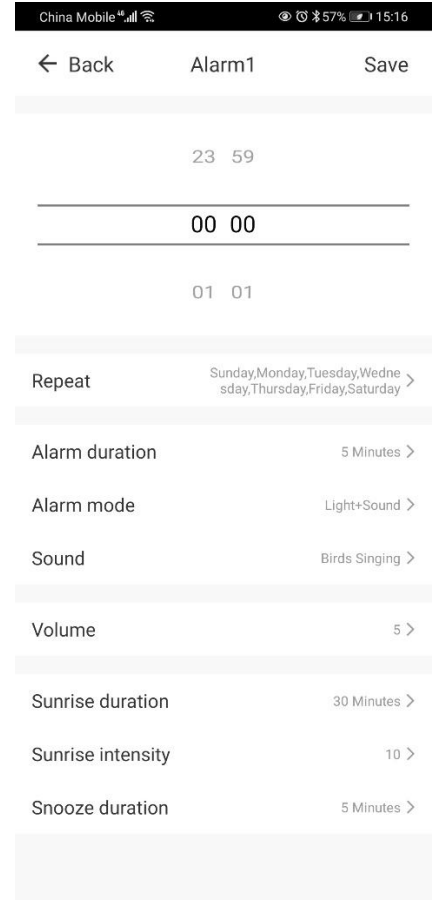 China Mobile 4G 57% 15:16
← Back Alarm1 Save
23 59
00 00
01 01
Repeat Sunday,Monday,Tuesday,Wedne
sday,Thursday,Friday,Saturday >
Alarm duration 5 Minutes >
Alarm mode Light+Sound >
Sound Birds Singing >
Volume 5 >
Sunrise duration 30 Minutes >
Sunrise intensity 10 >
Snooze duration 5 Minutes >